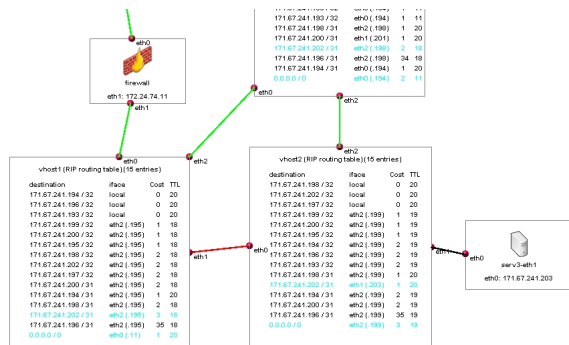 171.67.241.193 / 32 eth0 (.194) 1 11
171.67.241.198 / 31 eth2 (.198) 1 20
171.67.241.200 / 31 eth1 (.201) 1 20
171.67.241.202 / 31 eth2 (.198) 2 19
171.67.241.196 / 31 eth2 (.198) 34 18
171.67.241.194 / 31 eth0 (.194) 1 20
0.0.0.0 / 0 eth0 (.194) 2 11
eth0
firewall
eth1: 172.24.74.11
eth1
eth0
eth2
eth0
eth2
eth2
vhost1 (RIP routing table) (15 entries)
destination iface Cost TTL
171.67.241.194 / 32 local 0 20
171.67.241.196 / 32 local 0 20
171.67.241.193 / 32 local 0 20
171.67.241.199 / 32 eth2 (.195) 1 18
171.67.241.200 / 32 eth2 (.195) 1 18
171.67.241.195 / 32 eth2 (.195) 1 18
171.67.241.198 / 32 eth2 (.195) 2 18
171.67.241.202 / 32 eth2 (.195) 2 18
171.67.241.197 / 32 eth2 (.195) 2 18
171.67.241.200 / 31 eth2 (.195) 2 18
171.67.241.194 / 31 eth2 (.195) 1 20
171.67.241.198 / 31 eth2 (.195) 2 18
171.67.241.202 / 31 eth2 (.195) 3 18
171.67.241.196 / 31 eth2 (.195) 35 18
0.0.0.0 / 0 eth0 (.11) 1 20
eth1
vhost2 (RIP routing table) (15 entries)
destination iface Cost TTL
171.67.241.198 / 32 local 0 20
171.67.241.202 / 32 local 0 20
171.67.241.197 / 32 local 0 20
171.67.241.199 / 32 eth2 (.199) 1 19
171.67.241.200 / 32 eth2 (.199) 1 19
171.67.241.195 / 32 eth2 (.199) 1 19
171.67.241.194 / 32 eth2 (.199) 2 19
171.67.241.196 / 32 eth2 (.199) 2 19
171.67.241.193 / 32 eth2 (.199) 2 19
171.67.241.198 / 31 eth2 (.199) 1 20
171.67.241.202 / 31 eth1 (.203) 1 20
171.67.241.194 / 31 eth2 (.199) 2 19
171.67.241.200 / 31 eth2 (.199) 2 19
171.67.241.196 / 31 eth2 (.199) 35 19
0.0.0.0 / 0 eth2 (.199) 3 19
eth0
eth1
eth0
serv3-eth1
eth0: 171.67.241.203